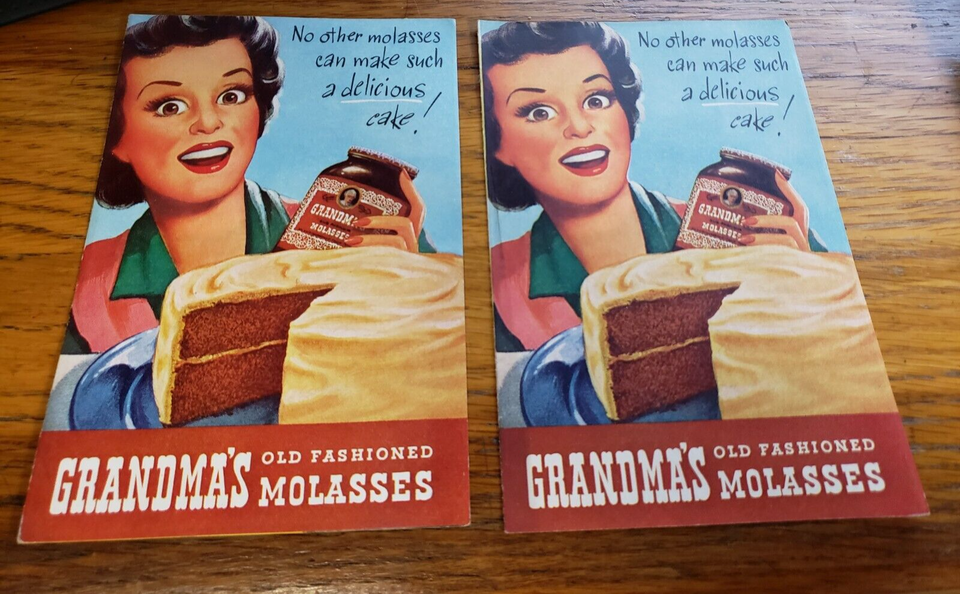 No other molasses
can make such
a delicious
cake!
GRANDMA'S
MOLASSES
GRANDMA'S OLD FASHIONED
MOLASSES
No other molasses
can make such
a delicious
cake!
GRANDM
MOLASSES
GRANDMA'S OLD FASHIONED
MOLASSES